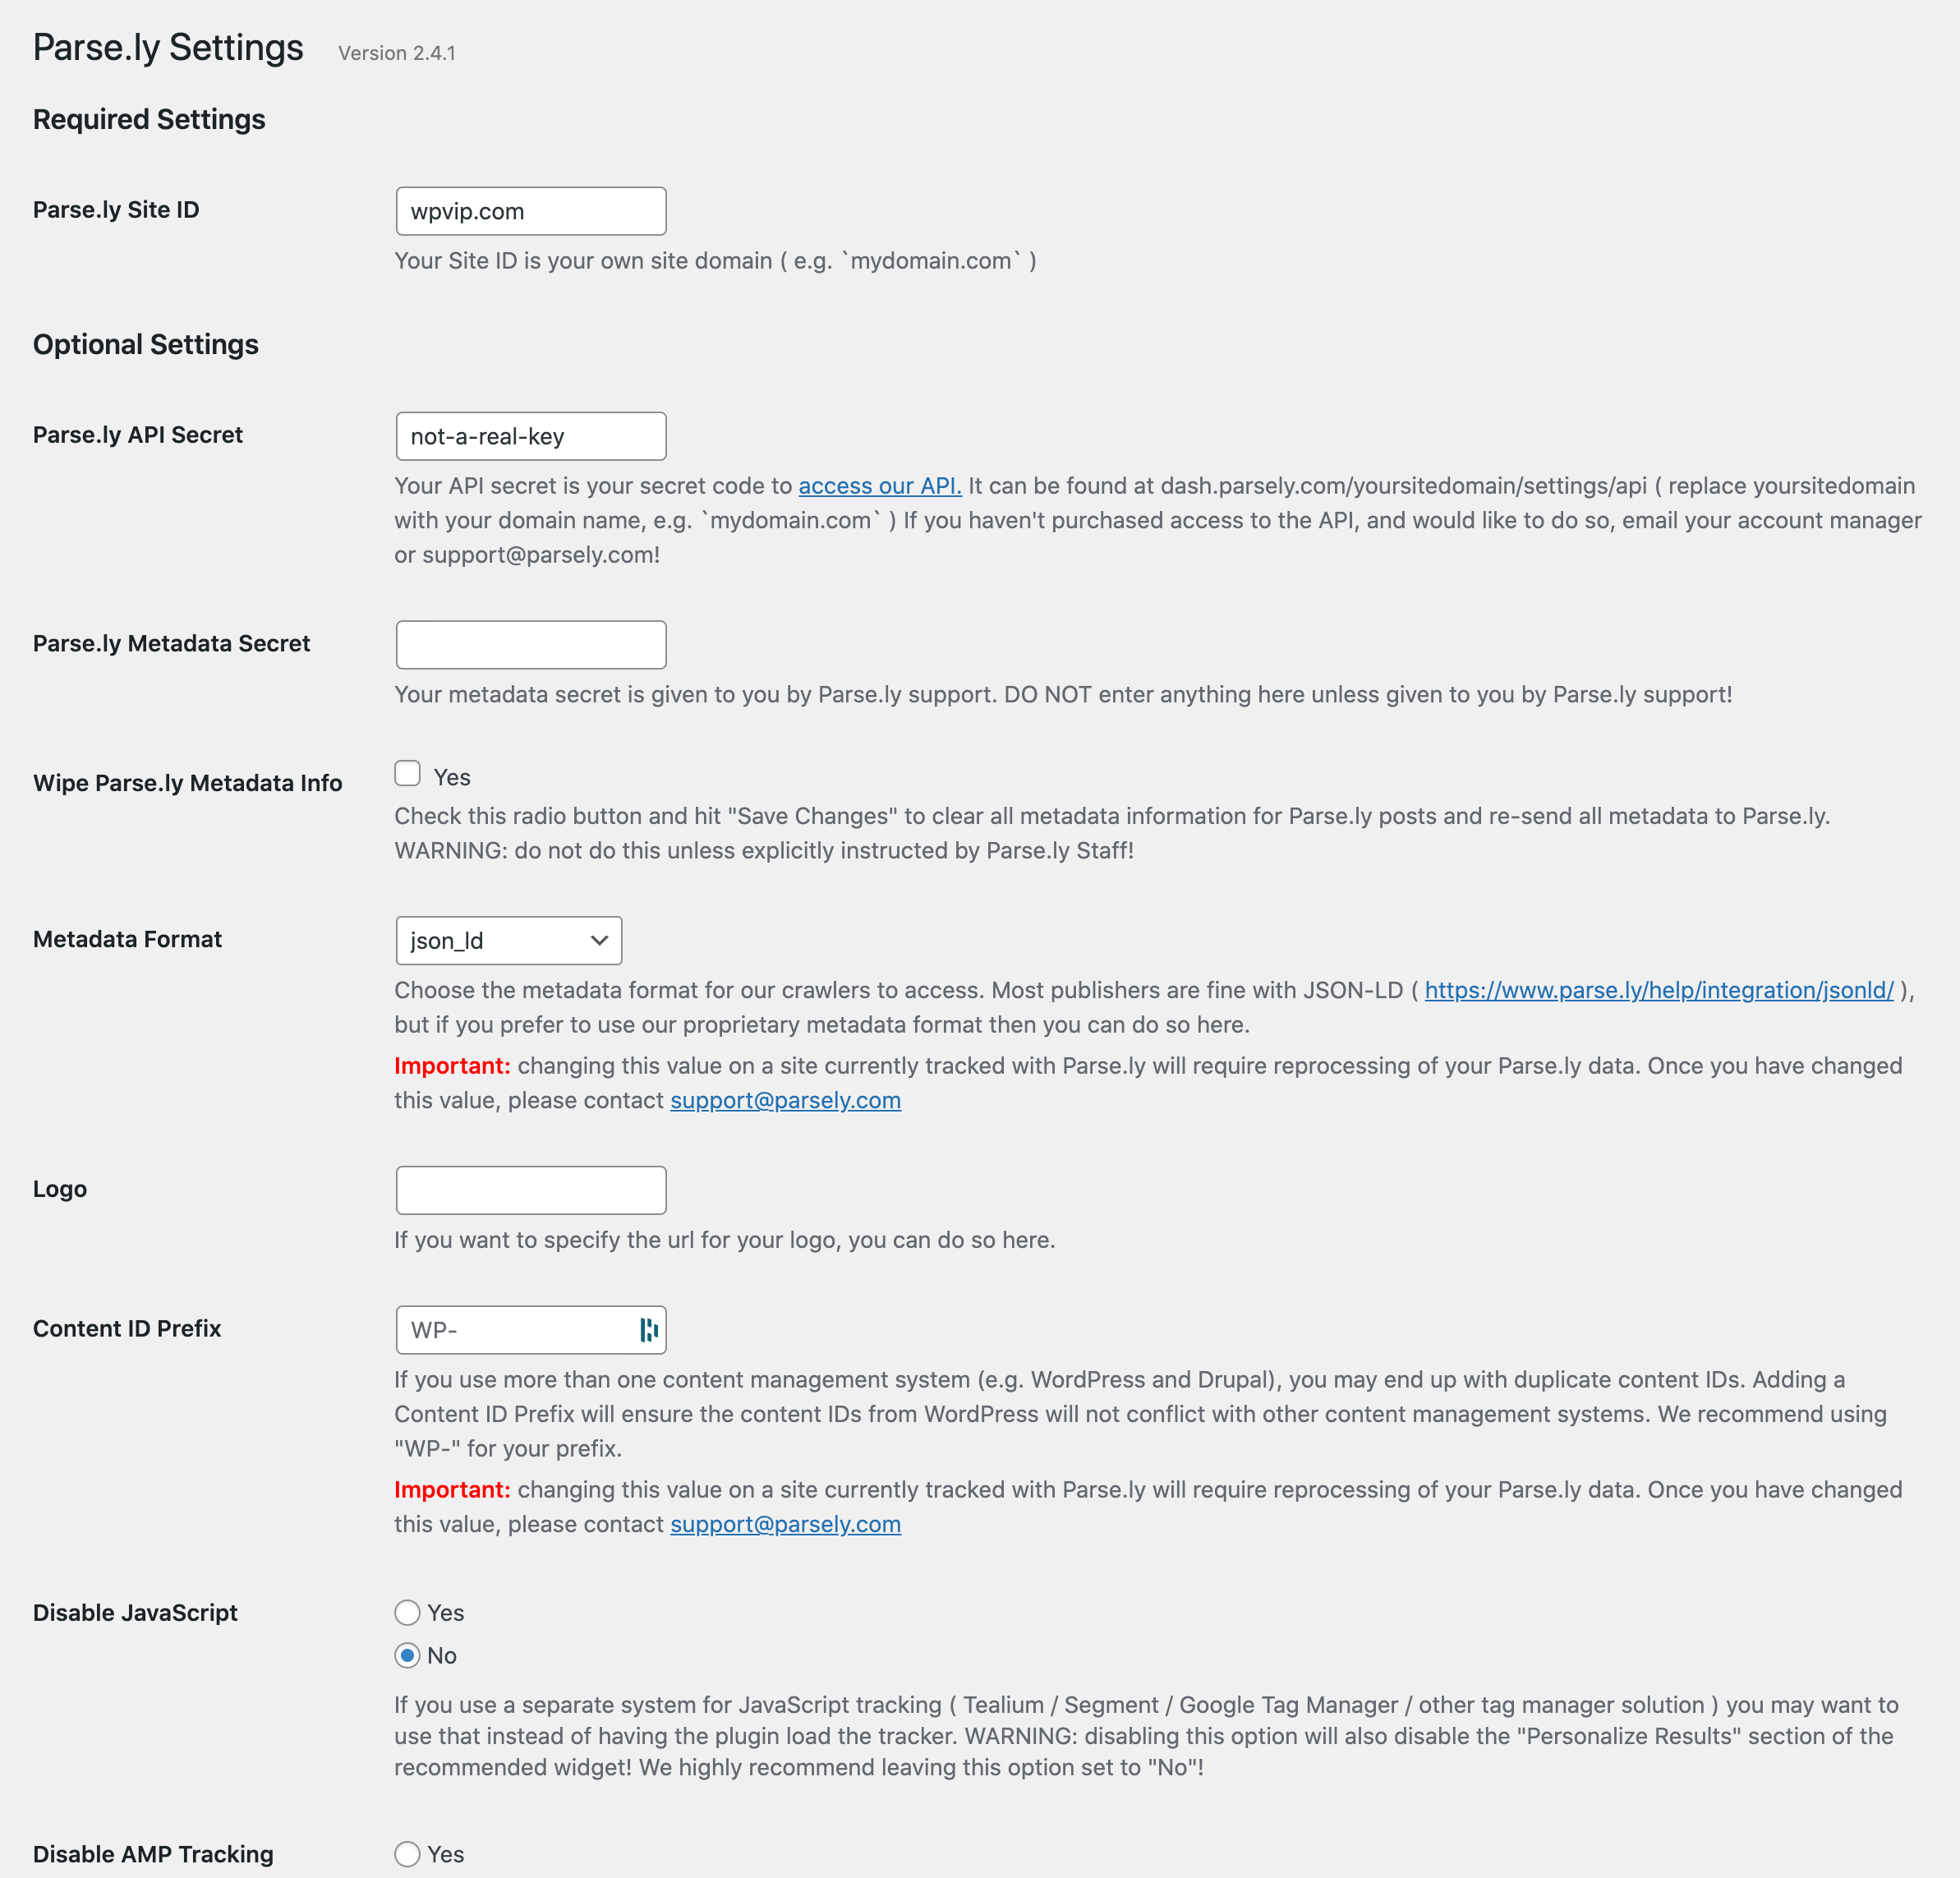 Parse.ly Settings Version 2.4.1
Required Settings
Parse.ly Site ID
wpvip.com
Your Site ID is your own site domain ( e.g. `mydomain.com` )
Optional Settings
Parse.ly API Secret
not-a-real-key
Your API secret is your secret code to access our API. It can be found at dash.parsely.com/yoursitedomain/settings/api ( replace yoursitedomain
with your domain name, e.g. `mydomain.com` ) If you haven't purchased access to the API, and would like to do so, email your account manager
or support@parsely.com!
Parse.ly Metadata Secret
Your metadata secret is given to you by Parse.ly support. DO NOT enter anything here unless given to you by Parse.ly support!
Wipe Parse.ly Metadata Info
Yes
Check this radio button and hit "Save Changes" to clear all metadata information for Parse.ly posts and re-send all metadata to Parse.ly.
WARNING: do not do this unless explicitly instructed by Parse.ly Staff!
Metadata Format
json_ld
Choose the metadata format for our crawlers to access. Most publishers are fine with JSON-LD ( https://www.parse.ly/help/integration/jsonld/ ),
but if you prefer to use our proprietary metadata format then you can do so here.
Important: changing this value on a site currently tracked with Parse.ly will require reprocessing of your Parse.ly data. Once you have changed
this value, please contact support@parsely.com
Logo
If you want to specify the url for your logo, you can do so here.
Content ID Prefix
WP-
If you use more than one content management system (e.g. WordPress and Drupal), you may end up with duplicate content IDs. Adding a
Content ID Prefix will ensure the content IDs from WordPress will not conflict with other content management systems. We recommend using
"WP-" for your prefix.
Important: changing this value on a site currently tracked with Parse.ly will require reprocessing of your Parse.ly data. Once you have changed
this value, please contact support@parsely.com
Disable JavaScript
Yes
No
If you use a separate system for JavaScript tracking ( Tealium / Segment / Google Tag Manager / other tag manager solution ) you may want to
use that instead of having the plugin load the tracker. WARNING: disabling this option will also disable the "Personalize Results" section of the
recommended widget! We highly recommend leaving this option set to "No"!
Disable AMP Tracking
Yes